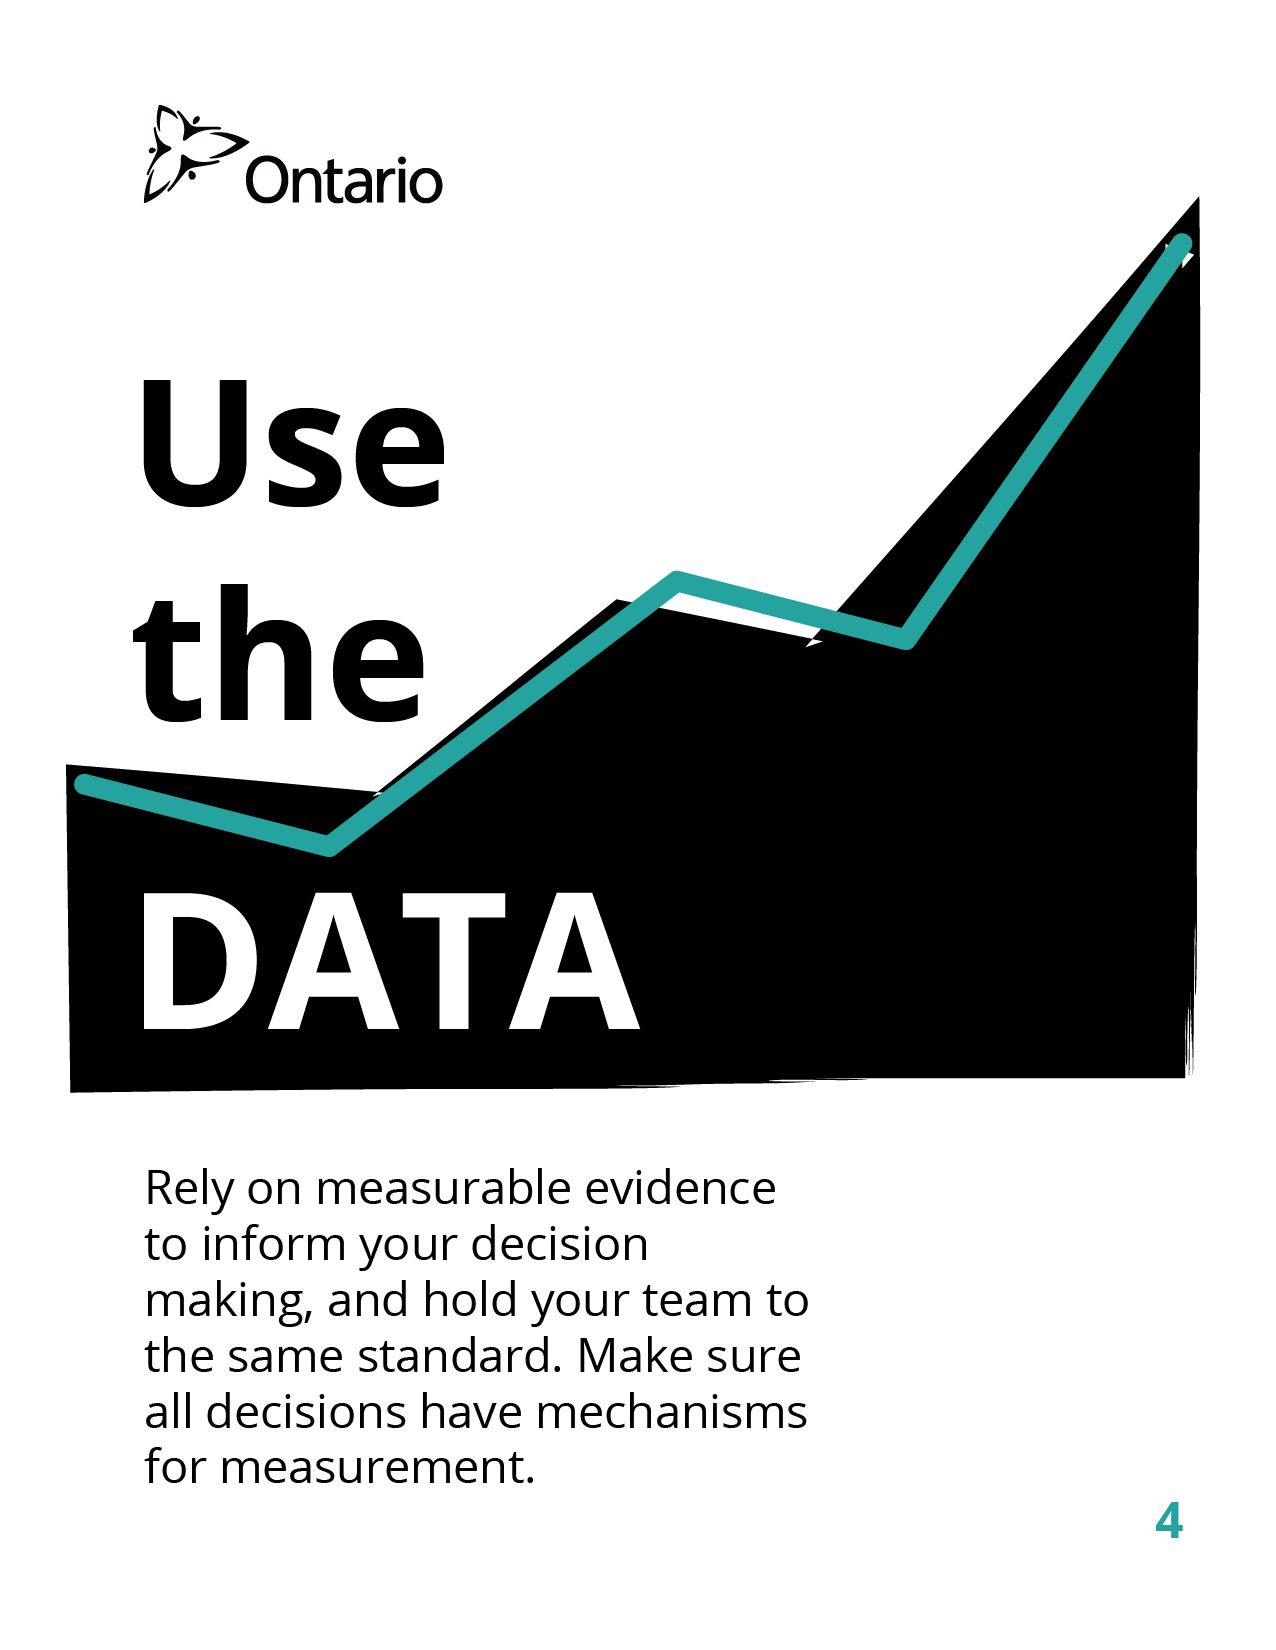 Ontario
Use
the
DATA
Rely on measurable evidence
to inform your decision
making, and hold your team to
the same standard. Make sure
all decisions have mechanisms
for measurement.
4